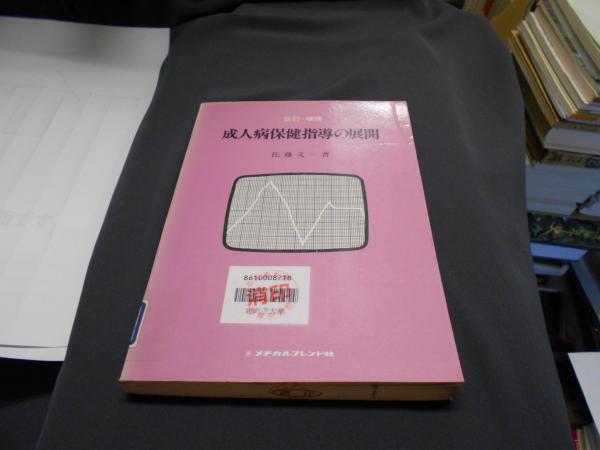 改訂・増補
成人病保健指導の展開
佐藤文一著
8610008718
消印
メヂカルフレンド社